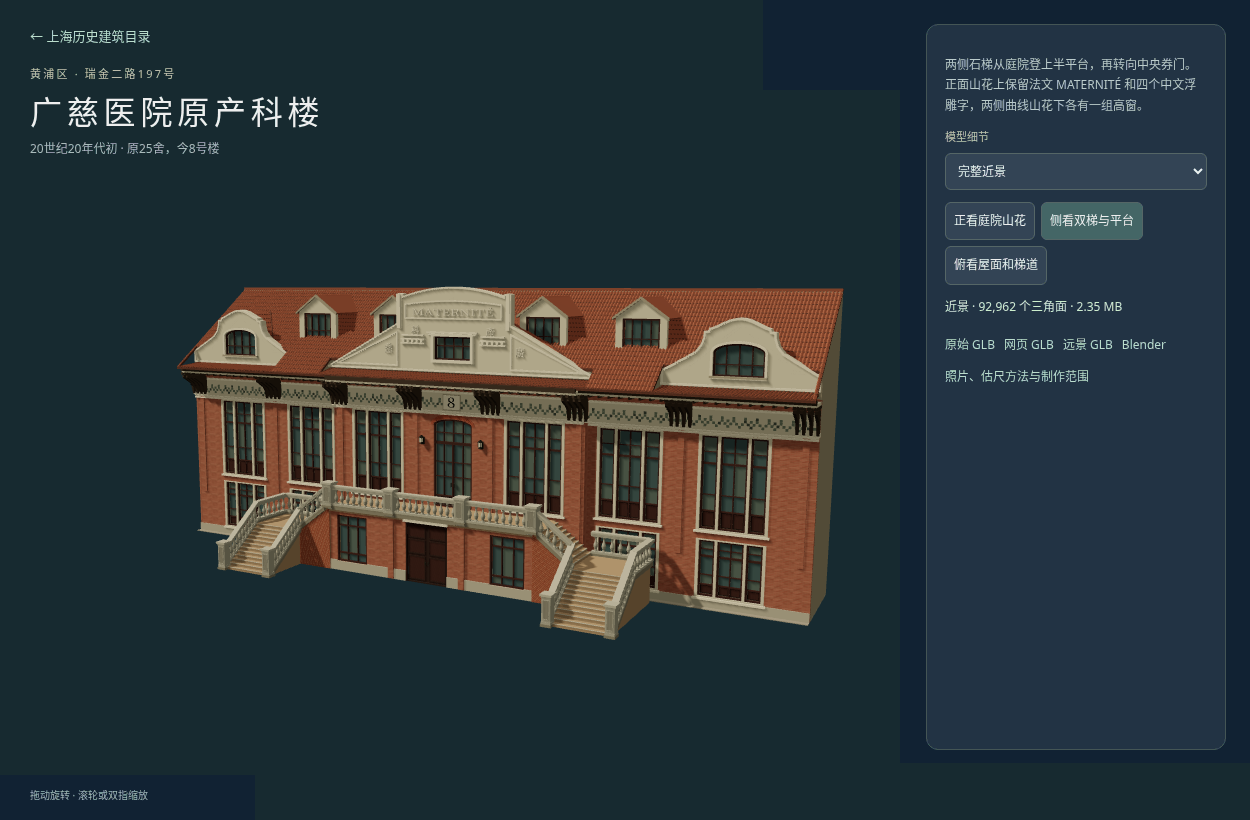 ← 上海历史建筑目录
黄浦区 · 瑞金二路197号
广慈医院原产科楼
20世纪20年代初 · 原25舍，今8号楼
MATERNITÉ
8
两侧石梯从庭院登上半平台，再转向中央券门。
正面山花上保留法文 MATERNITÉ 和四个中文浮
雕字，两侧曲线山花下各有一组高窗。
模型细节
完整近景
正看庭院山花
侧看双梯与平台
俯看屋面和梯道
近景 · 92,962 个三角面 · 2.35 MB
原始 GLB 网页 GLB 远景 GLB Blender
照片、估尺方法与制作范围
拖动旋转 · 滚轮或双指缩放